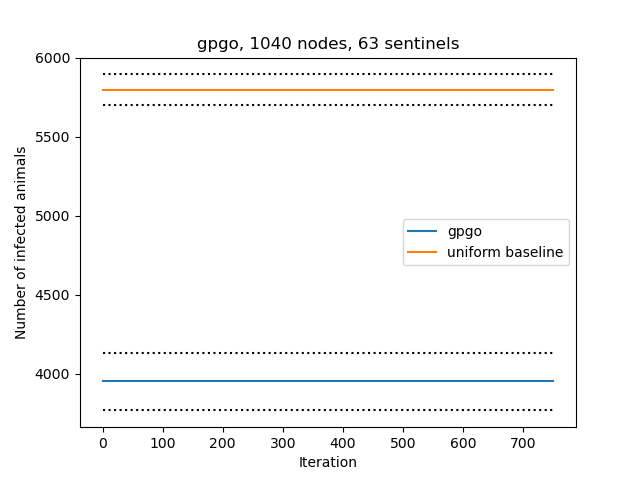 gpgo, 1040 nodes, 63 sentinels
6000
5500
5000
4500
4000
Number of infected animals
gpgo
uniform baseline
0 100 200 300 400 500 600 700
Iteration